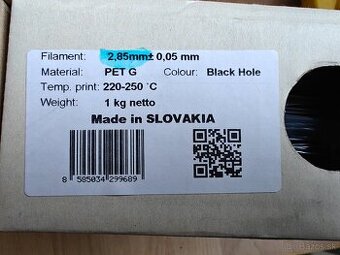 Filament: 2,85mm± 0,05 mm
Material: PET G Colour: Black Hole
Temp. print: 220-250 °C
Weight: 1 kg netto
Made in SLOVAKIA
8 585034 299689